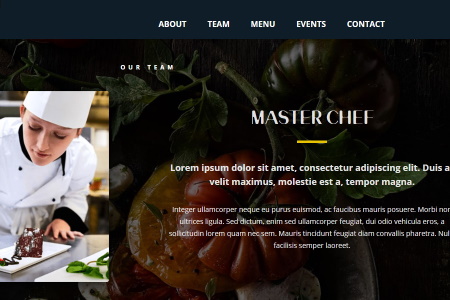 ABOUT TEAM MENU EVENTS CONTACT
OUR TEAM
MASTER CHEF
Lorem ipsum dolor sit amet, consectetur adipiscing elit. Duis a
velit maximus, molestie est a, tempor magna.
Integer ullamcorper neque eu purus euismod, ac faucibus mauris posuere. Morbi non
ultrices ligula. Sed dictum, enim sed ullamcorper feugiat, dui odio vehicula eros, a
sollicitudin lorem quam nec sem. Mauris tincidunt feugiat diam convallis pharetra. Nul
facilisis semper laoreet.